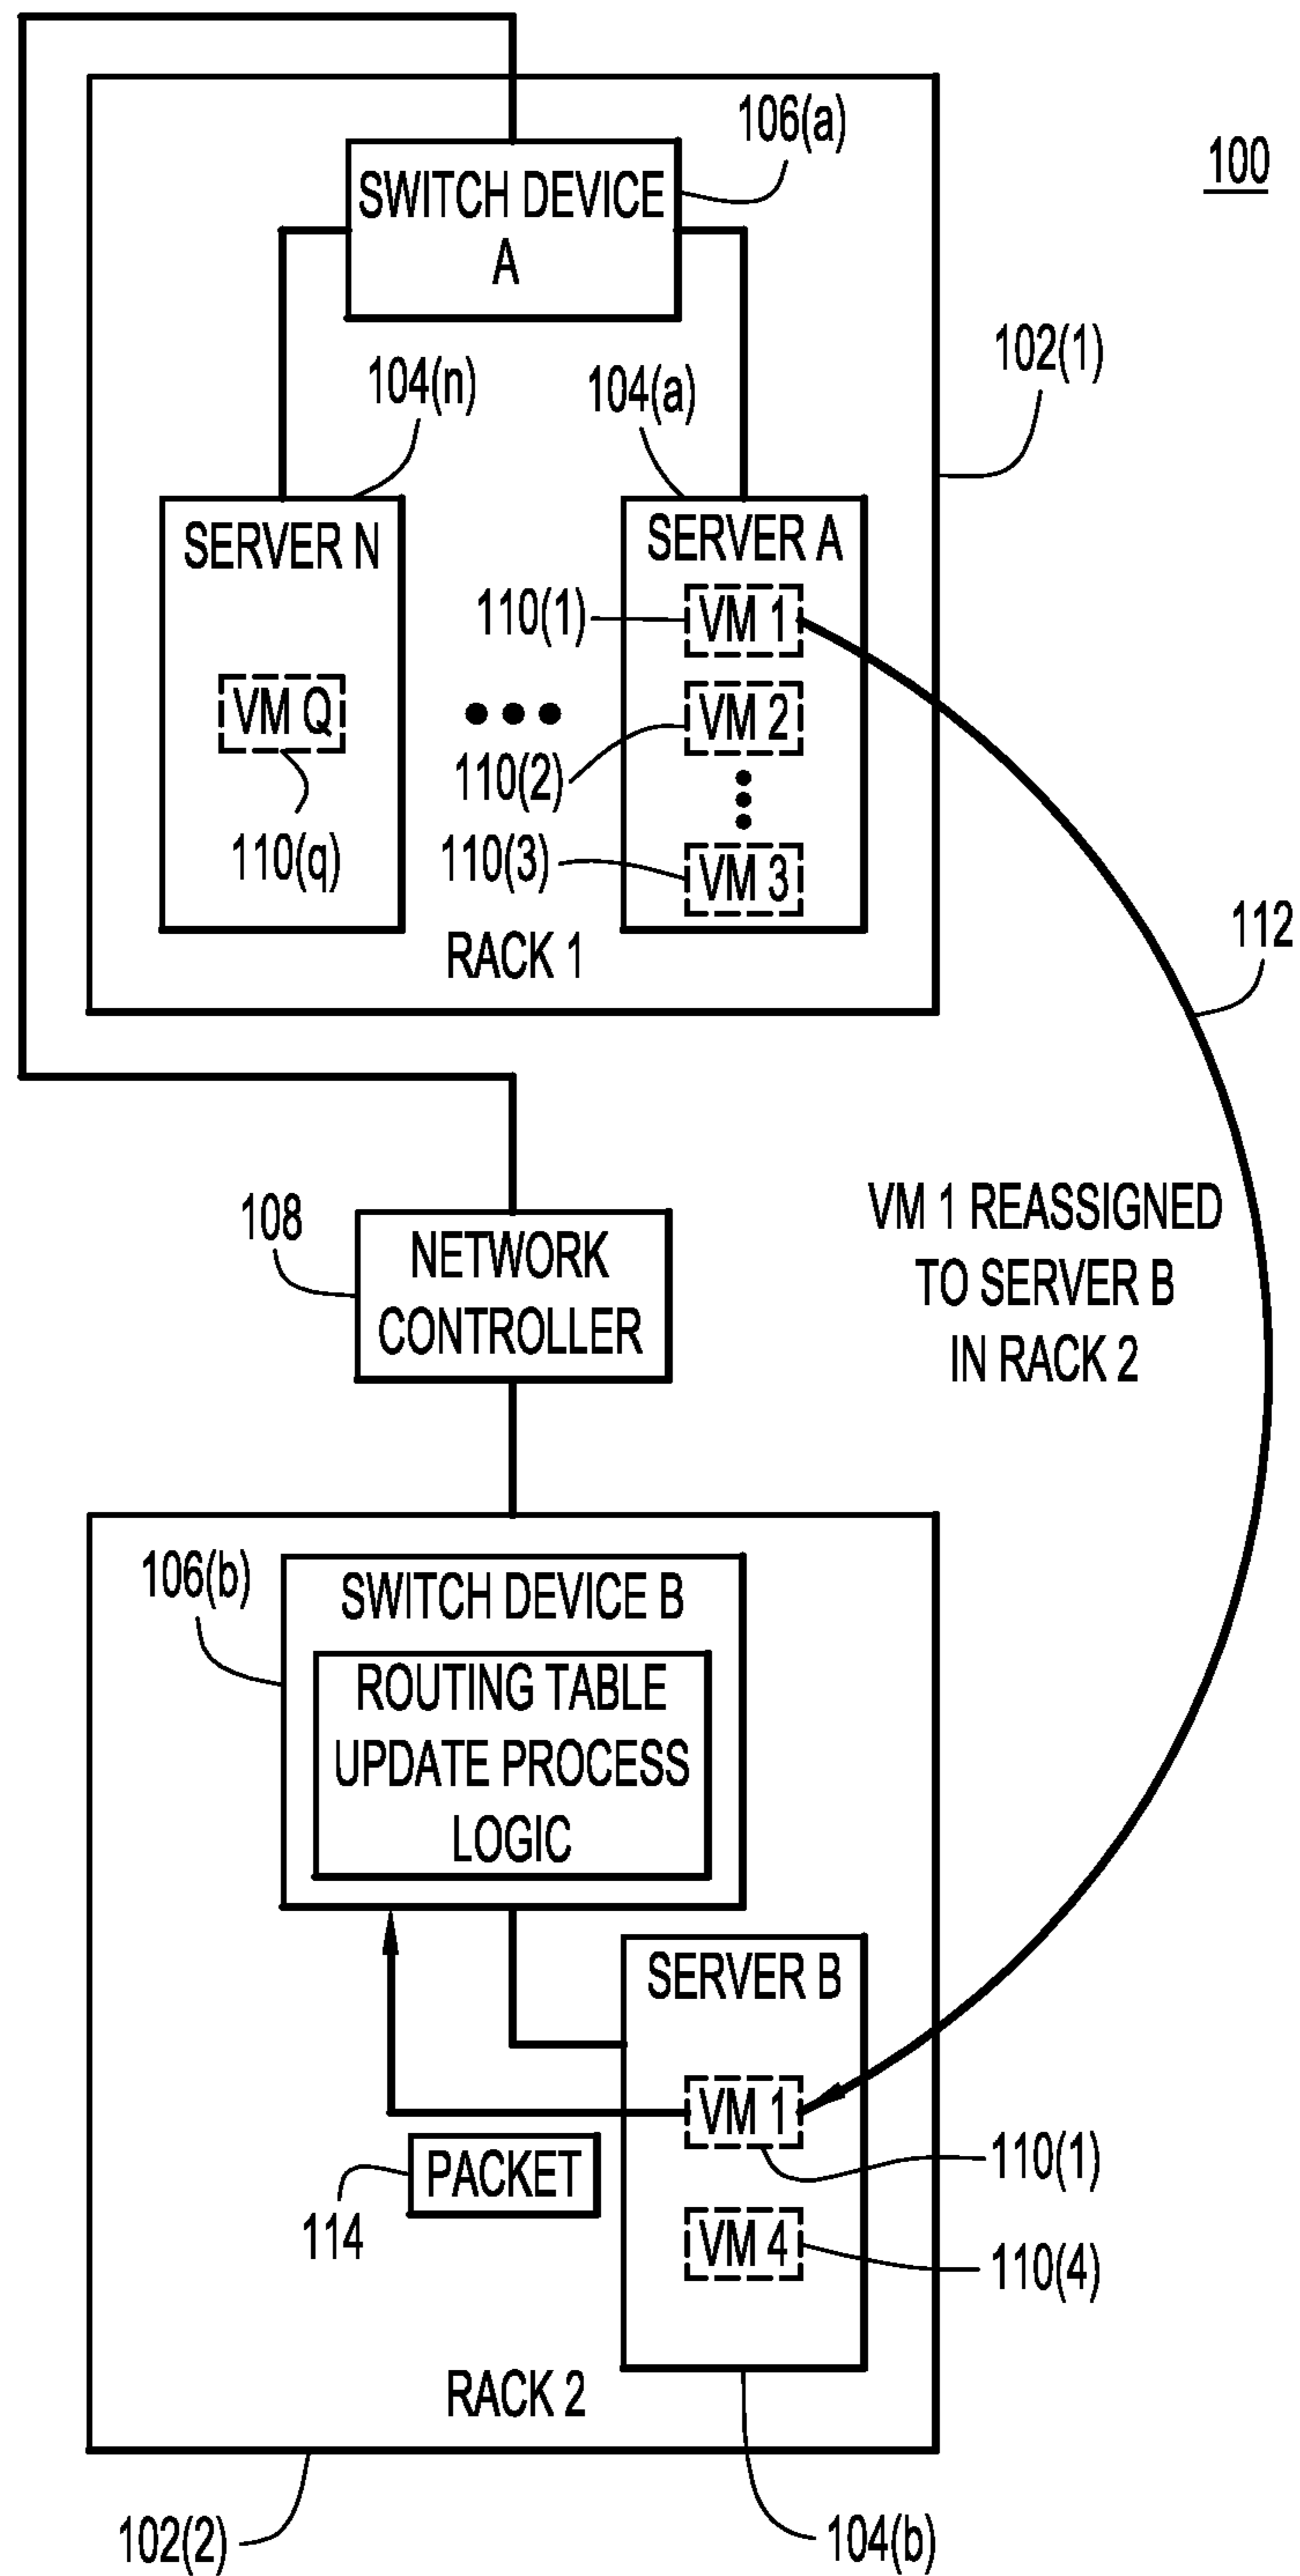 100
106(a)
SWITCH DEVICE
A
102(1)
104(n)
104(a)
SERVER N
SERVER A
110(1)
VM 1
VM Q
VM 2
110(2)
110(q)
110(3)
VM 3
RACK 1
112
VM 1 REASSIGNED
TO SERVER B
IN RACK 2
108
NETWORK
CONTROLLER
106(b)
SWITCH DEVICE B
ROUTING TABLE
UPDATE PROCESS
LOGIC
SERVER B
VM 1
110(1)
PACKET
114
VM 4
110(4)
RACK 2
102(2)
104(b)